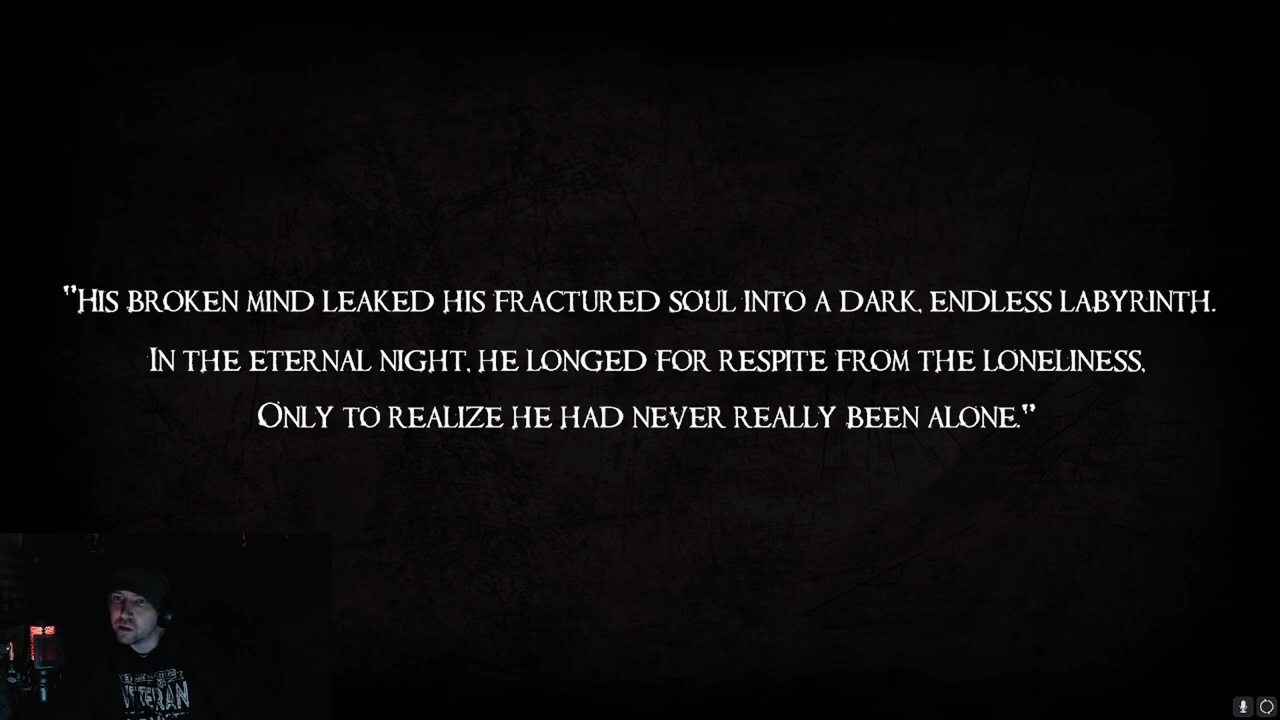 "His broken mind leaked his fractured soul into a dark, endless labyrinth.
In the eternal night, he longed for respite from the loneliness,
Only to realize he had never really been alone."
VETERAN